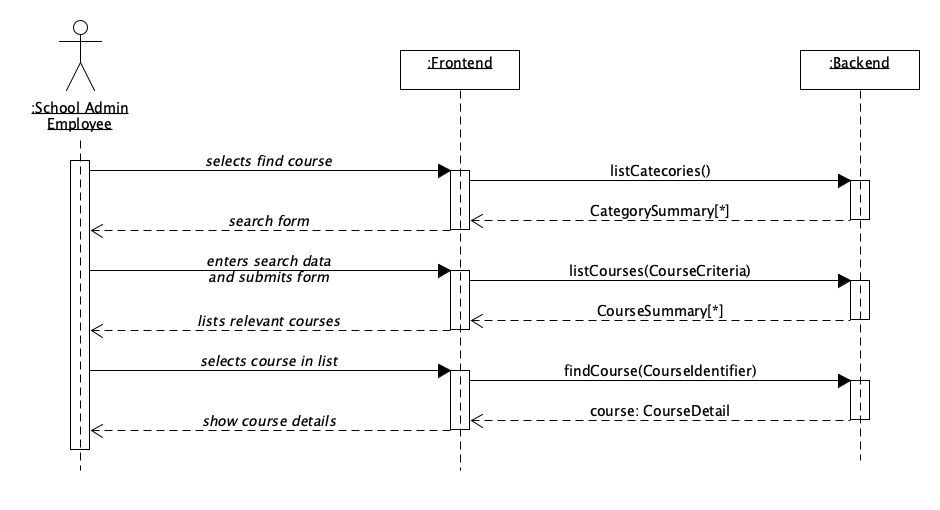 :School Admin
Employee
:Frontend
:Backend
selects find course
listCatecories()
CategorySummary[*]
search form
enters search data
and submits form
listCourses(CourseCriteria)
CourseSummary[*]
lists relevant courses
selects course in list
findCourse(CourseIdentifier)
course: CourseDetail
show course details